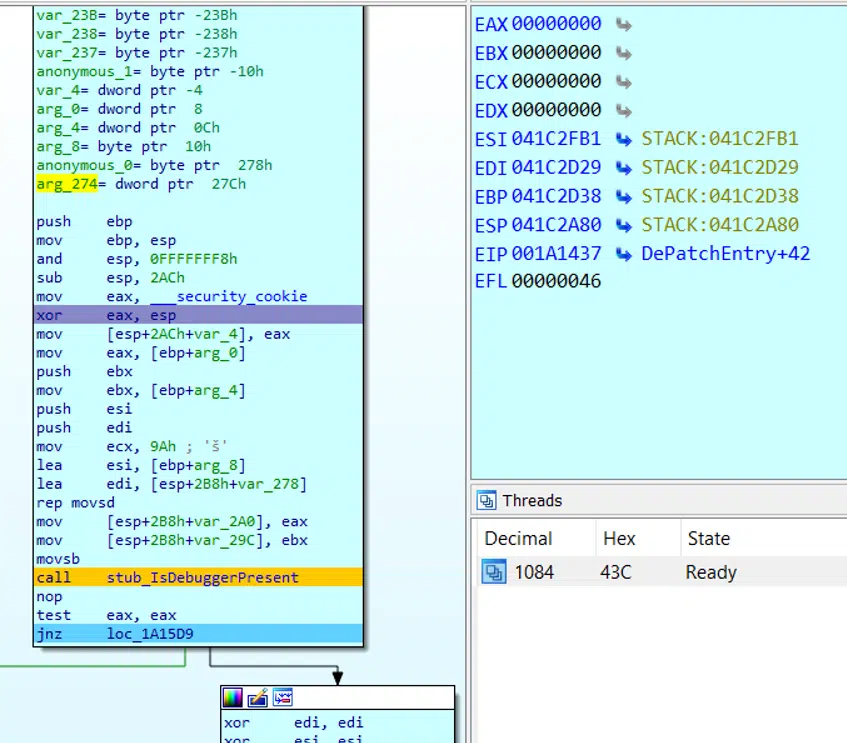 var_23B= byte ptr -23Bh
var_238= byte ptr -238h
var_237= byte ptr -237h
anonymous_1= byte ptr -10h
var_4= dword ptr -4
arg_0= dword ptr  8
arg_4= dword ptr  0Ch
arg_8= byte ptr  10h
anonymous_0= byte ptr  278h
arg_274= dword ptr  27Ch
push    ebp
mov     ebp, esp
and     esp, 0FFFFFFF8h
sub     esp, 2ACh
mov     eax, ___security_cookie
xor     eax, esp
mov     [esp+2ACh+var_4], eax
mov     eax, [ebp+arg_0]
push    ebx
mov     ebx, [ebp+arg_4]
push    esi
push    edi
mov     ecx, 9Ah ; 'š'
lea     esi, [ebp+arg_8]
lea     edi, [esp+2B8h+var_278]
rep movsd
mov     [esp+2B8h+var_2A0], eax
mov     [esp+2B8h+var_29C], ebx
movsb
call    stub_IsDebuggerPresent
nop
test    eax, eax
jnz     loc_1A15D9
xor     edi, edi
xor     esi, esi
EAX 00000000
EBX 00000000
ECX 00000000
EDX 00000000
ESI 041C2FB1 STACK:041C2FB1
EDI 041C2D29 STACK:041C2D29
EBP 041C2D38 STACK:041C2D38
ESP 041C2A80 STACK:041C2A80
EIP 001A1437 DePatchEntry+42
EFL 00000046
Threads
Decimal Hex State
1084 43C Ready